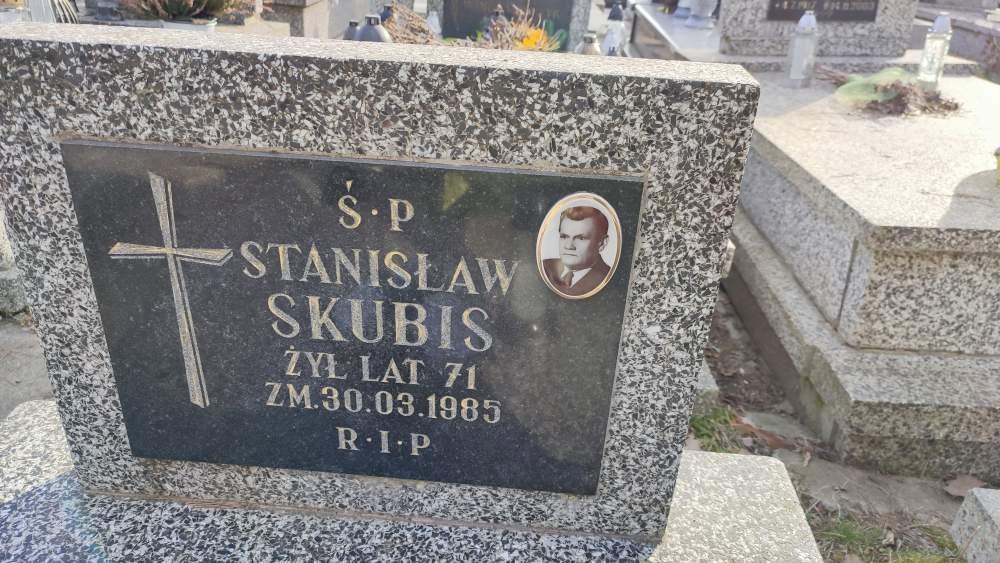 Ś·P
STANISŁAW
SKUBIS
ŻYŁ LAT 71
ZM.30.03.1985
R·I·P